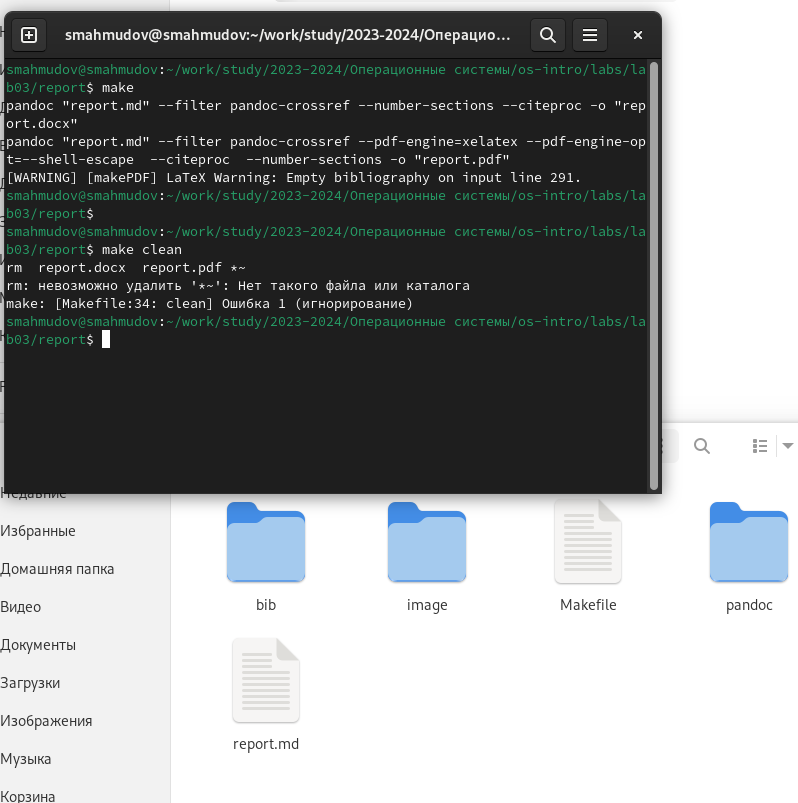 smahmudov@smahmudov:~/work/study/2023-2024/Операцио...
smahmudov@smahmudov:~/work/study/2023-2024/Операционные системы/os-intro/labs/la
b03/report$ make
pandoc "report.md" --filter pandoc-crossref --number-sections --citeproc -o "rep
ort.docx"
pandoc "report.md" --filter pandoc-crossref --pdf-engine=xelatex --pdf-engine-op
t=--shell-escape  --citeproc  --number-sections -o "report.pdf"
[WARNING] [makePDF] LaTeX Warning: Empty bibliography on input line 291.
smahmudov@smahmudov:~/work/study/2023-2024/Операционные системы/os-intro/labs/la
b03/report$
smahmudov@smahmudov:~/work/study/2023-2024/Операционные системы/os-intro/labs/la
b03/report$ make clean
rm  report.docx  report.pdf *~
rm: невозможно удалить '*~': Нет такого файла или каталога
make: [Makefile:34: clean] Ошибка 1 (игнорирование)
smahmudov@smahmudov:~/work/study/2023-2024/Операционные системы/os-intro/labs/la
b03/report$
Недавние
Избранные
Домашняя папка
Видео
Документы
Загрузки
Изображения
Музыка
Корзина
bib
image
Makefile
pandoc
report.md